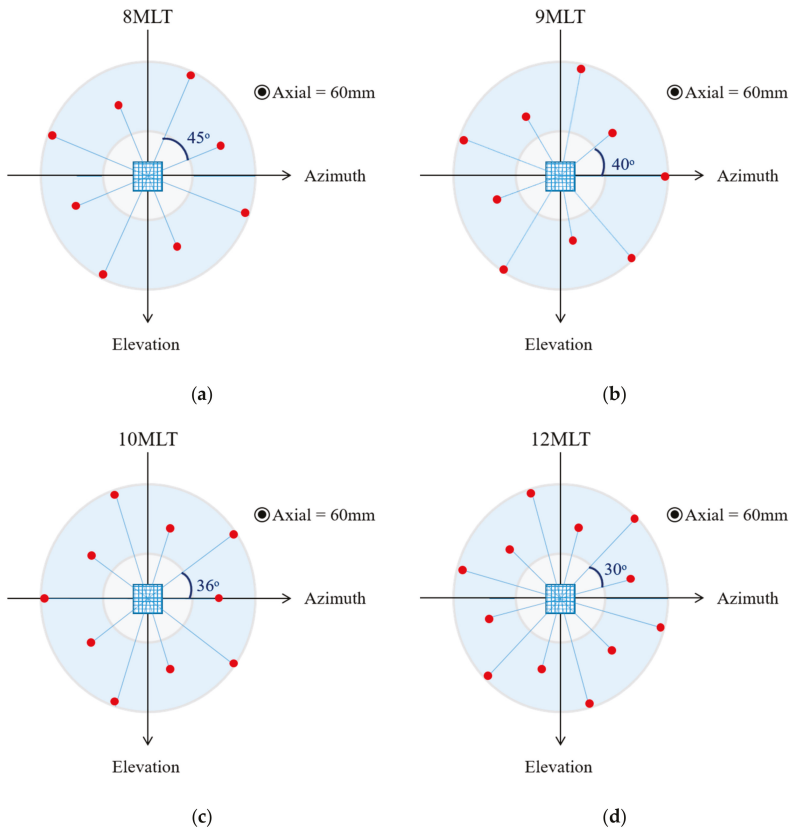 8MLT
9MLT
Axial = 60mm
Axial = 60mm
45°
40°
Azimuth
Azimuth
Elevation
Elevation
(a)
(b)
10MLT
12MLT
Axial = 60mm
Axial = 60mm
36°
30°
Azimuth
Azimuth
Elevation
Elevation
(c)
(d)